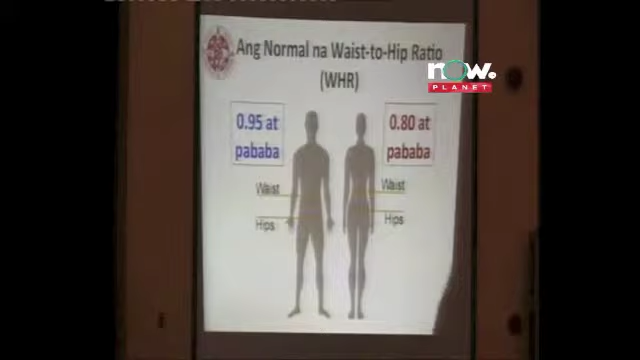 Ang Normal na Waist-to-Hip Ratio
(WHR)
now.
PLANET
0.95 at
pababa
0.80 at
pababa
Waist
Waist
Hips
Hips